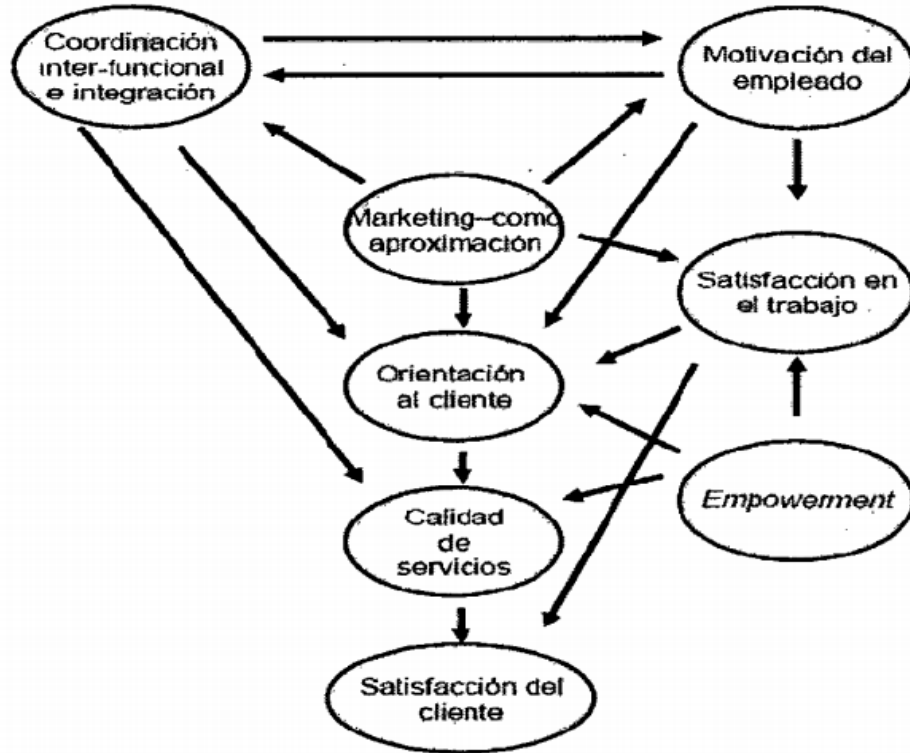 Coordinación
inter-funcional
e integración
Motivación del
empleado
Marketing-como
aproximación
Satisfacción en
el trabajo
Orientación
al cliente
Empowerment
Calidad
de
servicios
Satisfacción del
cliente